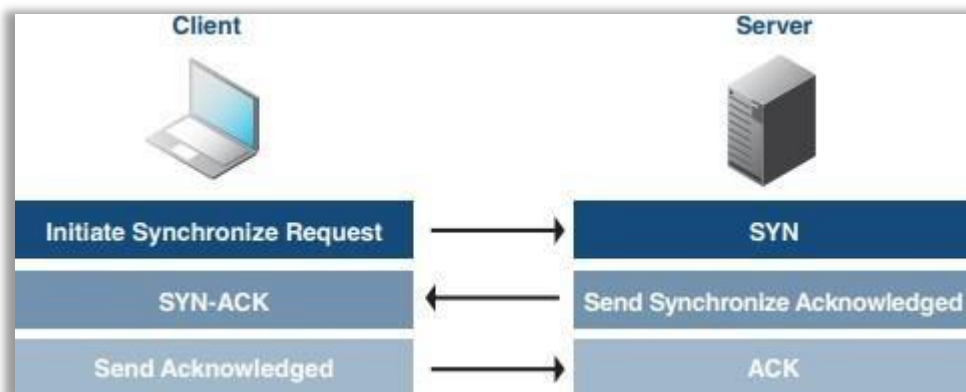 Client
Server
Initiate Synchronize Request
SYN
SYN-ACK
Send Synchronize Acknowledged
Send Acknowledged
ACK